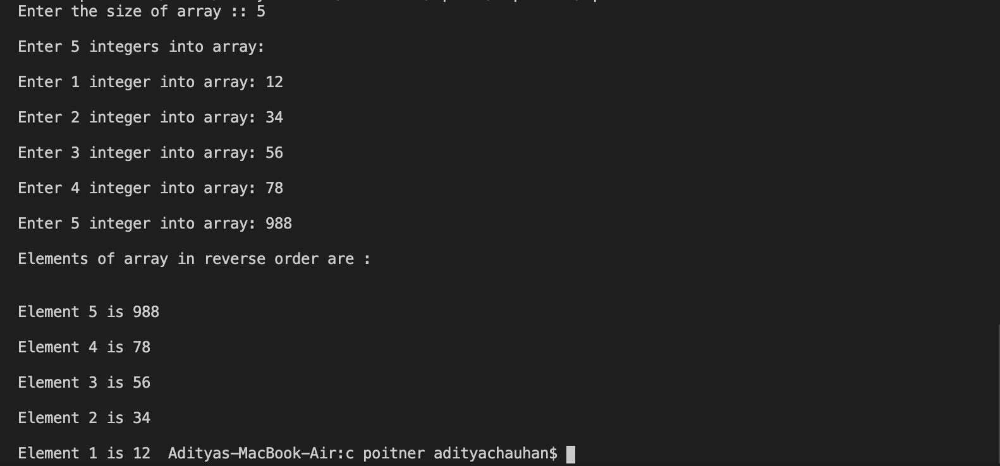 Enter the size of array :: 5
Enter 5 integers into array:
Enter 1 integer into array: 12
Enter 2 integer into array: 34
Enter 3 integer into array: 56
Enter 4 integer into array: 78
Enter 5 integer into array: 988
Elements of array in reverse order are :
Element 5 is 988
Element 4 is 78
Element 3 is 56
Element 2 is 34
Element 1 is 12  Adityas-MacBook-Air:c poitner adityachauhan$